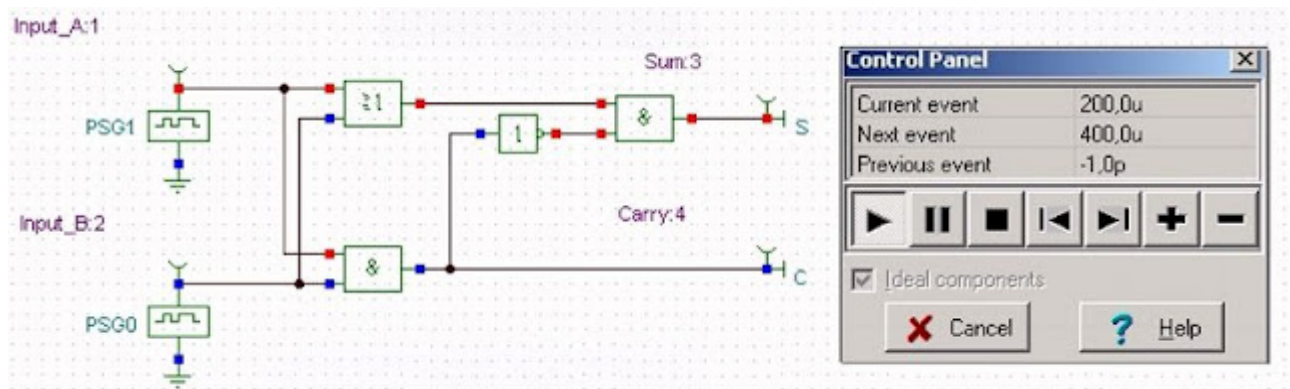 Input_A:1
Sum:3
≥1
&
PSG1
1
S
Input_B:2
Carry:4
&
C
PSG0
Control Panel
Current event 200,0u
Next event 400,0u
Previous event -1,0p
Ideal components
Cancel
Help